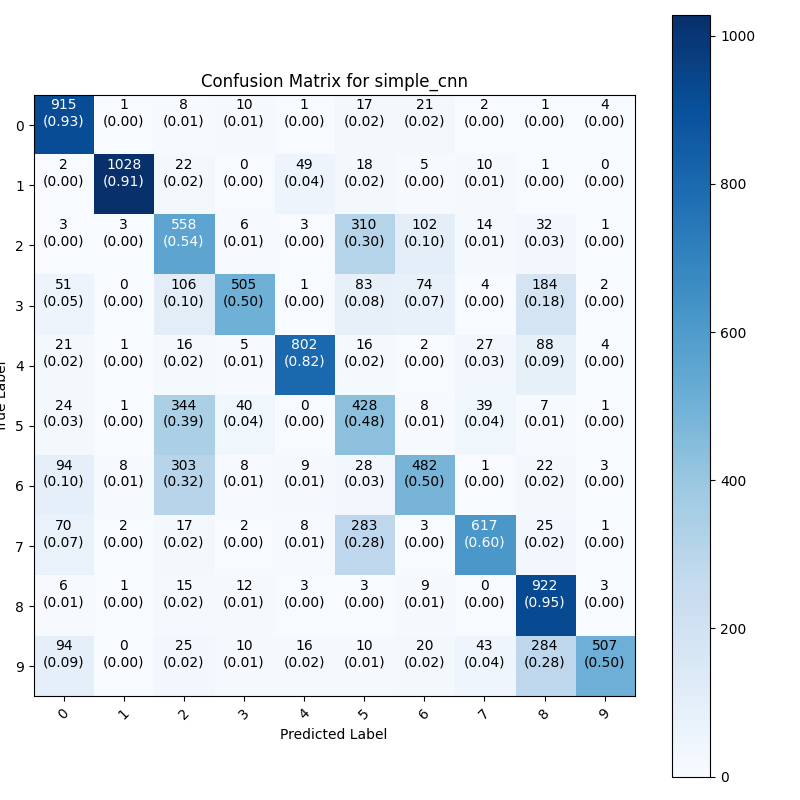 Confusion Matrix for simple_cnn
0 915 1 8 10 1 17 21 2 1 4
(0.93) (0.00) (0.01) (0.01) (0.00) (0.02) (0.02) (0.00) (0.00) (0.00)
1 2 1028 22 0 49 18 5 10 1 0
(0.00) (0.91) (0.02) (0.00) (0.04) (0.02) (0.00) (0.01) (0.00) (0.00)
2 3 3 558 6 3 310 102 14 32 1
(0.00) (0.00) (0.54) (0.01) (0.00) (0.30) (0.10) (0.01) (0.03) (0.00)
3 51 0 106 505 1 83 74 4 184 2
(0.05) (0.00) (0.10) (0.50) (0.00) (0.08) (0.07) (0.00) (0.18) (0.00)
4 21 1 16 5 802 16 2 27 88 4
(0.02) (0.00) (0.02) (0.01) (0.82) (0.02) (0.00) (0.03) (0.09) (0.00)
5 24 1 344 40 0 428 8 39 7 1
(0.03) (0.00) (0.39) (0.04) (0.00) (0.48) (0.01) (0.04) (0.01) (0.00)
6 94 8 303 8 9 28 482 1 22 3
(0.10) (0.01) (0.32) (0.01) (0.01) (0.03) (0.50) (0.00) (0.02) (0.00)
7 70 2 17 2 8 283 3 617 25 1
(0.07) (0.00) (0.02) (0.00) (0.01) (0.28) (0.00) (0.60) (0.02) (0.00)
8 6 1 15 12 3 3 9 0 922 3
(0.01) (0.00) (0.02) (0.01) (0.00) (0.00) (0.01) (0.00) (0.95) (0.00)
9 94 0 25 10 16 10 20 43 284 507
(0.09) (0.00) (0.02) (0.01) (0.02) (0.01) (0.02) (0.04) (0.28) (0.50)
0 1 2 3 4 5 6 7 8 9
Predicted Label
True Label
1000
800
600
400
200
0